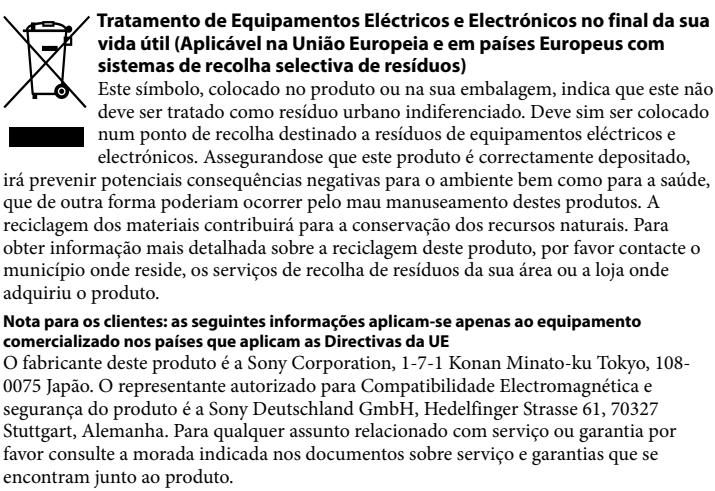 Tratamento de Equipamentos Eléctricos e Electrónicos no final da sua
vida útil (Aplicável na União Europeia e em países Europeus com
sistemas de recolha selectiva de resíduos)
Este símbolo, colocado no produto ou na sua embalagem, indica que este não
deve ser tratado como resíduo urbano indiferenciado. Deve sim ser colocado
num ponto de recolha destinado a resíduos de equipamentos eléctricos e
electrónicos. Assegurandose que este produto é correctamente depositado,
irá prevenir potenciais consequências negativas para o ambiente bem como para a saúde,
que de outra forma poderiam ocorrer pelo mau manuseamento destes produtos. A
reciclagem dos materiais contribuirá para a conservação dos recursos naturais. Para
obter informação mais detalhada sobre a reciclagem deste produto, por favor contacte o
município onde reside, os serviços de recolha de resíduos da sua área ou a loja onde
adquiriu o produto.
Nota para os clientes: as seguintes informações aplicam-se apenas ao equipamento
comercializado nos países que aplicam as Directivas da UE
O fabricante deste produto é a Sony Corporation, 1-7-1 Konan Minato-ku Tokyo, 108-
0075 Japão. O representante autorizado para Compatibilidade Electromagnética e
segurança do produto é a Sony Deutschland GmbH, Hedelfinger Strasse 61, 70327
Stuttgart, Alemanha. Para qualquer assunto relacionado com serviço ou garantia por
favor consulte a morada indicada nos documentos sobre serviço e garantias que se
encontram junto ao produto.